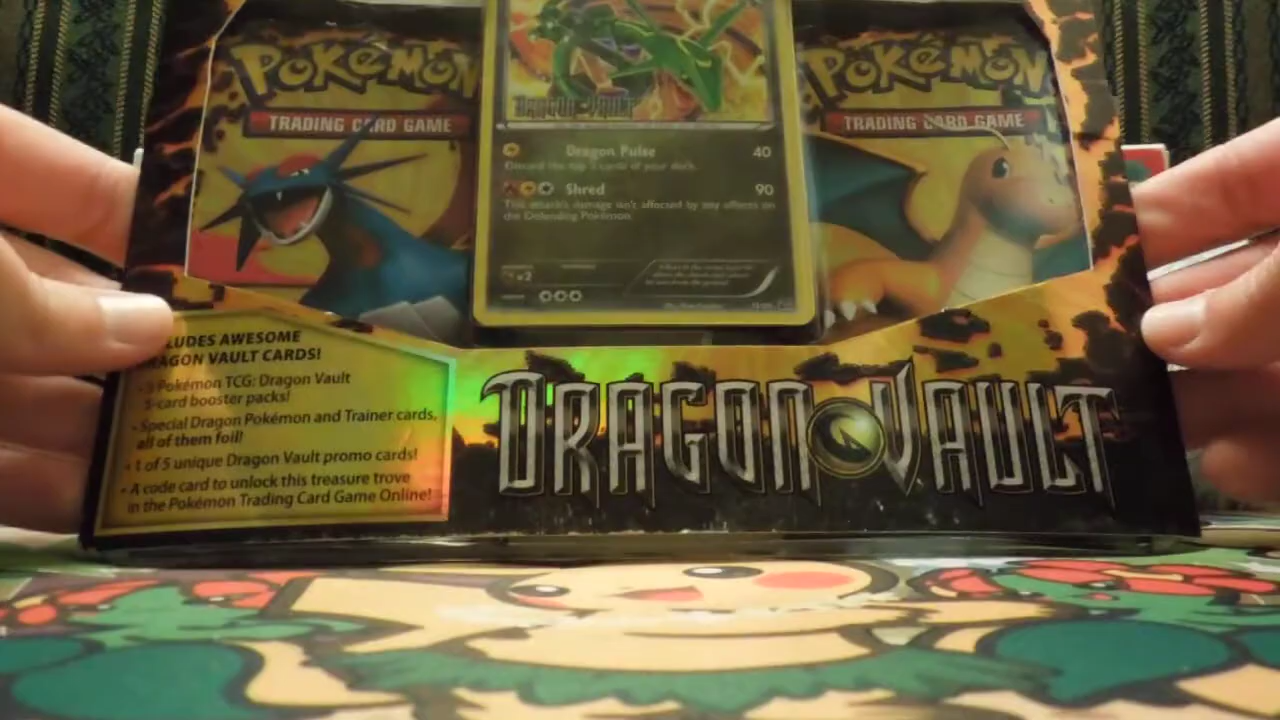 POKéMON
TRADING CARD GAME
POKéMON
TRADING CARD GAME
DRAGON VAULT
Dragon Pulse 40
Discard the top 3 cards of your deck.
Shred 90
This attack's damage isn't affected by any effects on
the Defending Pokémon.
x2
LUDES AWESOME
DRAGON VAULT CARDS!
Pokémon TCG: Dragon Vault
5-card booster packs!
• Special Dragon Pokémon and Trainer cards,
all of them foil!
• 1 of 5 unique Dragon Vault promo cards!
• A code card to unlock this treasure trove
in the Pokémon Trading Card Game Online!
DRAGON VAULT